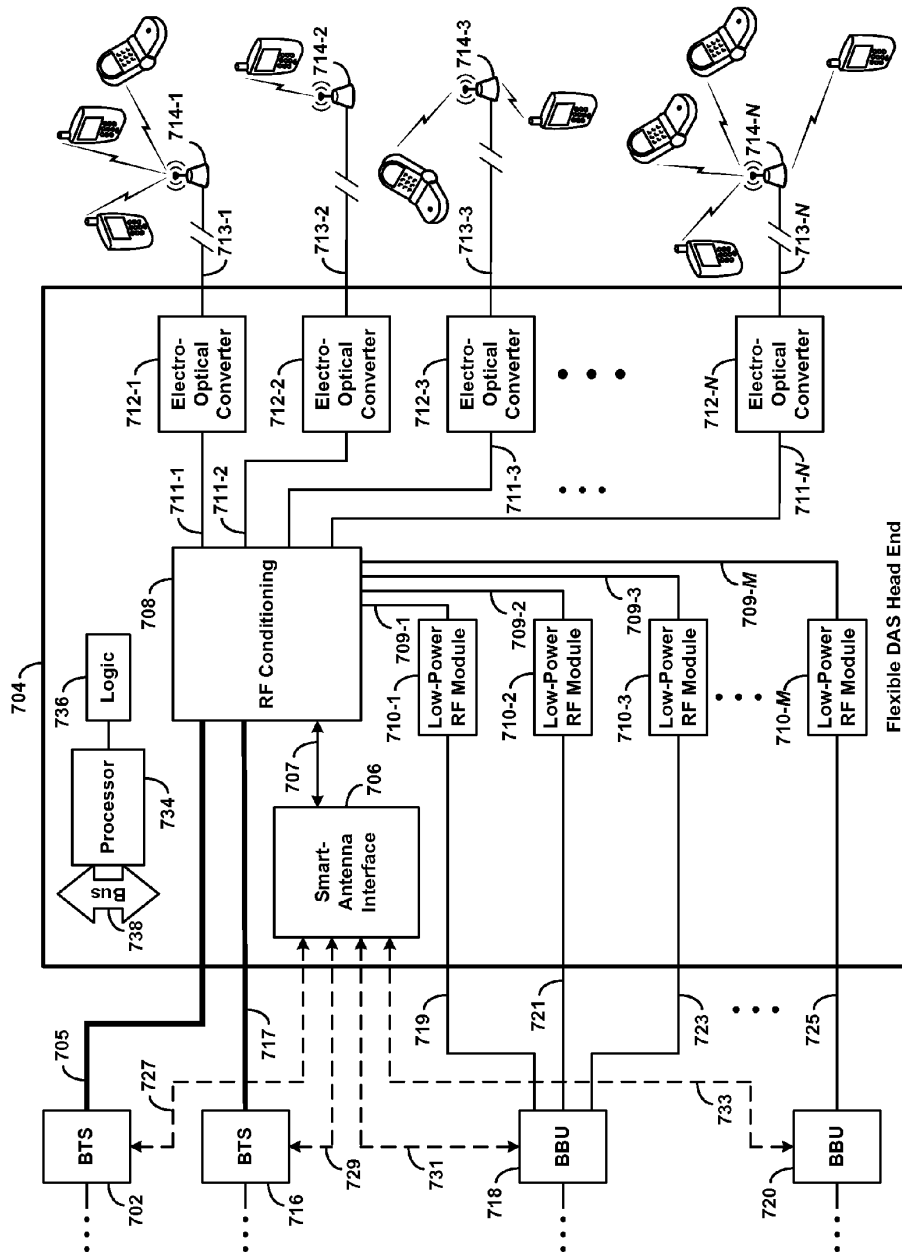 704
705
727
BTS
702
717
BTS
716
729
731
BBU
718
733
BBU
720
719
721
723
725
Bus
738
Processor
734
Logic
736
Smart-
Antenna
Interface
706
707
RF Conditioning
708
709-1
709-2
709-3
709-M
Low-Power
RF Module
710-1
Low-Power
RF Module
710-2
Low-Power
RF Module
710-3
Low-Power
RF Module
710-M
711-1
711-2
711-3
711-N
Electro-
Optical
Converter
712-1
Electro-
Optical
Converter
712-2
Electro-
Optical
Converter
712-3
Electro-
Optical
Converter
712-N
713-1
713-2
713-3
713-N
714-1
714-2
714-3
714-N
Flexible DAS Head End